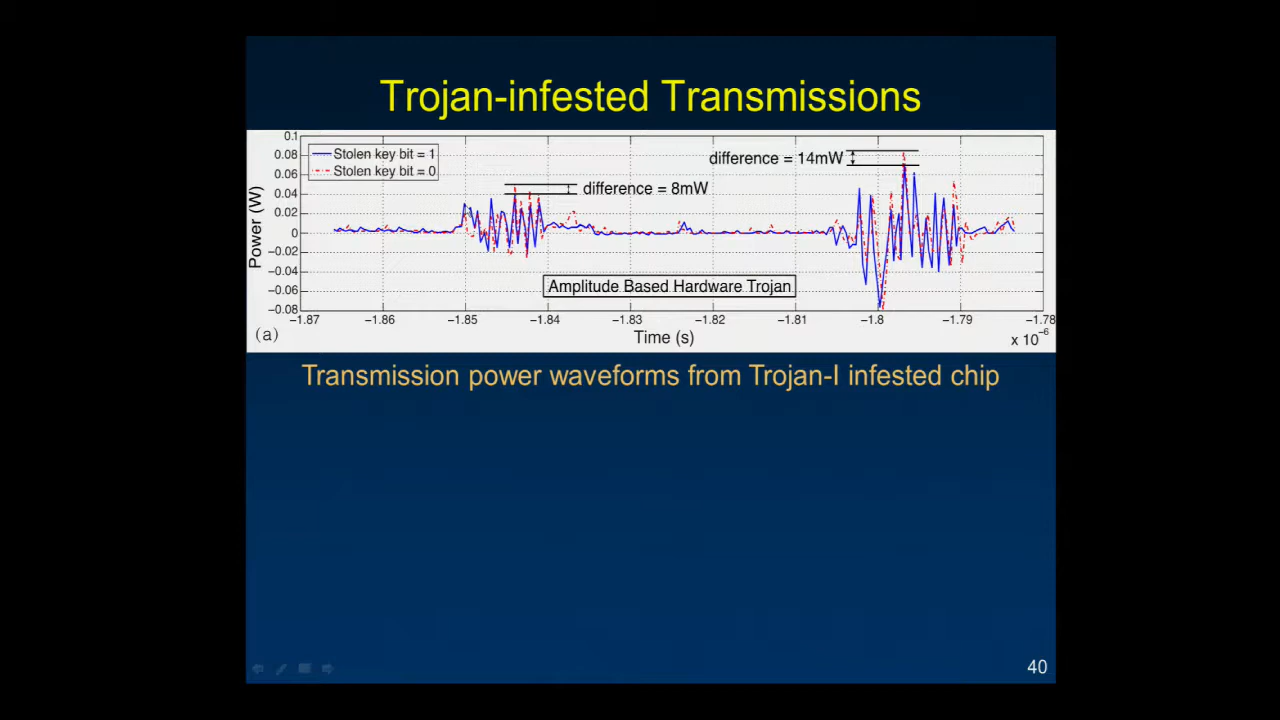 Trojan-infested Transmissions
0.1
0.08
0.06
0.04
0.02
0
−0.02
−0.04
−0.06
−0.08
Power (W)
Stolen key bit = 1
Stolen key bit = 0
difference = 8mW
difference = 14mW
Amplitude Based Hardware Trojan
(a)
−1.87 −1.86 −1.85 −1.84 −1.83 −1.82 −1.81 −1.8 −1.79 −1.78
Time (s)
x 10⁻⁶
Transmission power waveforms from Trojan-I infested chip
40